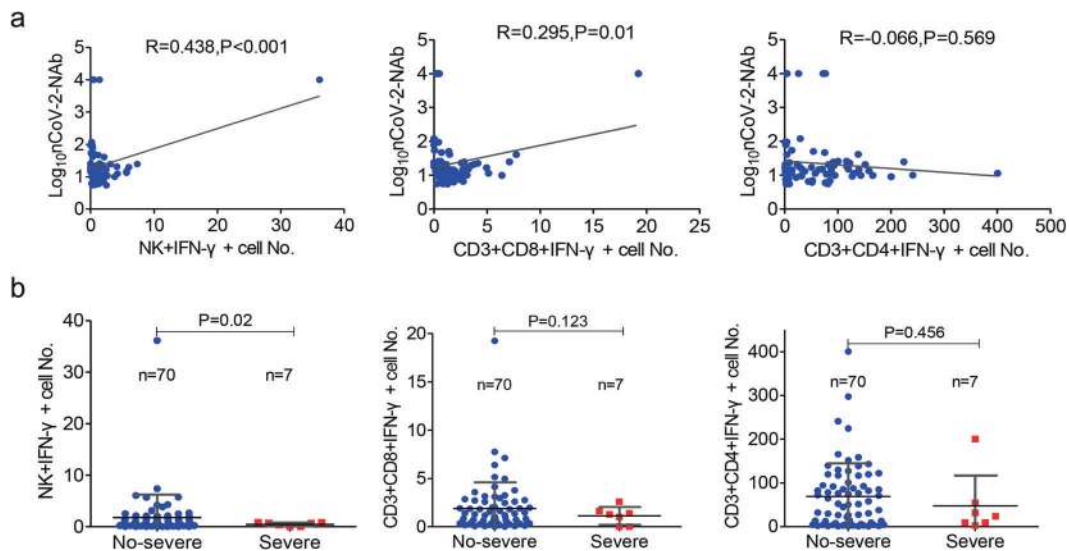 a
R=0.438,P<0.001
Log10nCoV-2-NAb
5
4
3
2
1
0
0 10 20 30 40
NK+IFN-γ + cell No.
R=0.295,P=0.01
Log10nCoV-2-NAb
5
4
3
2
1
0
0 5 10 15 20 25
CD3+CD8+IFN-γ + cell No.
R=-0.066,P=0.569
Log10nCoV-2-NAb
5
4
3
2
1
0
0 100 200 300 400 500
CD3+CD4+IFN-γ + cell No.
b
NK+IFN-γ + cell No.
40
30
20
10
0
P=0.02
n=70 n=7
No-severe Severe
CD3+CD8+IFN-γ + cell No.
20
15
10
5
0
P=0.123
n=70 n=7
No-severe Severe
CD3+CD4+IFN-γ + cell No.
400
300
200
100
0
P=0.456
n=70 n=7
No-severe Severe